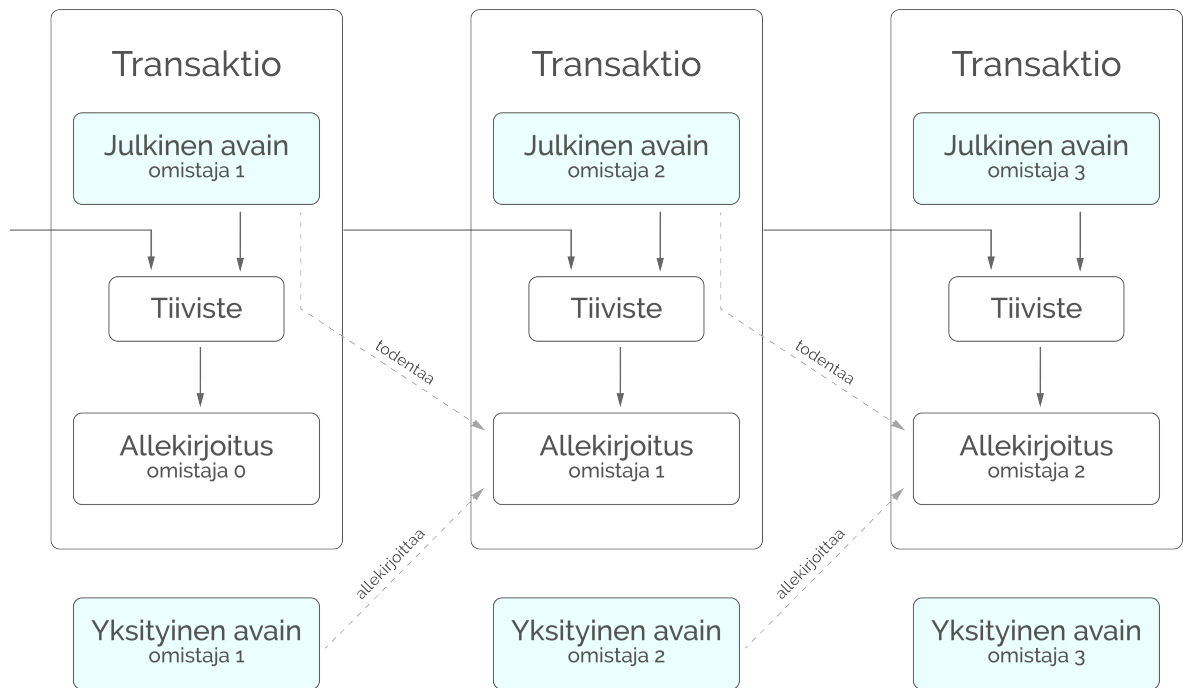 Transaktio
Transaktio
Transaktio
Julkinen avain
omistaja 1
Julkinen avain
omistaja 2
Julkinen avain
omistaja 3
Tiiviste
Tiiviste
Tiiviste
todentaa
todentaa
Allekirjoitus
omistaja 0
Allekirjoitus
omistaja 1
Allekirjoitus
omistaja 2
allekirjoittaa
allekirjoittaa
Yksityinen avain
omistaja 1
Yksityinen avain
omistaja 2
Yksityinen avain
omistaja 3